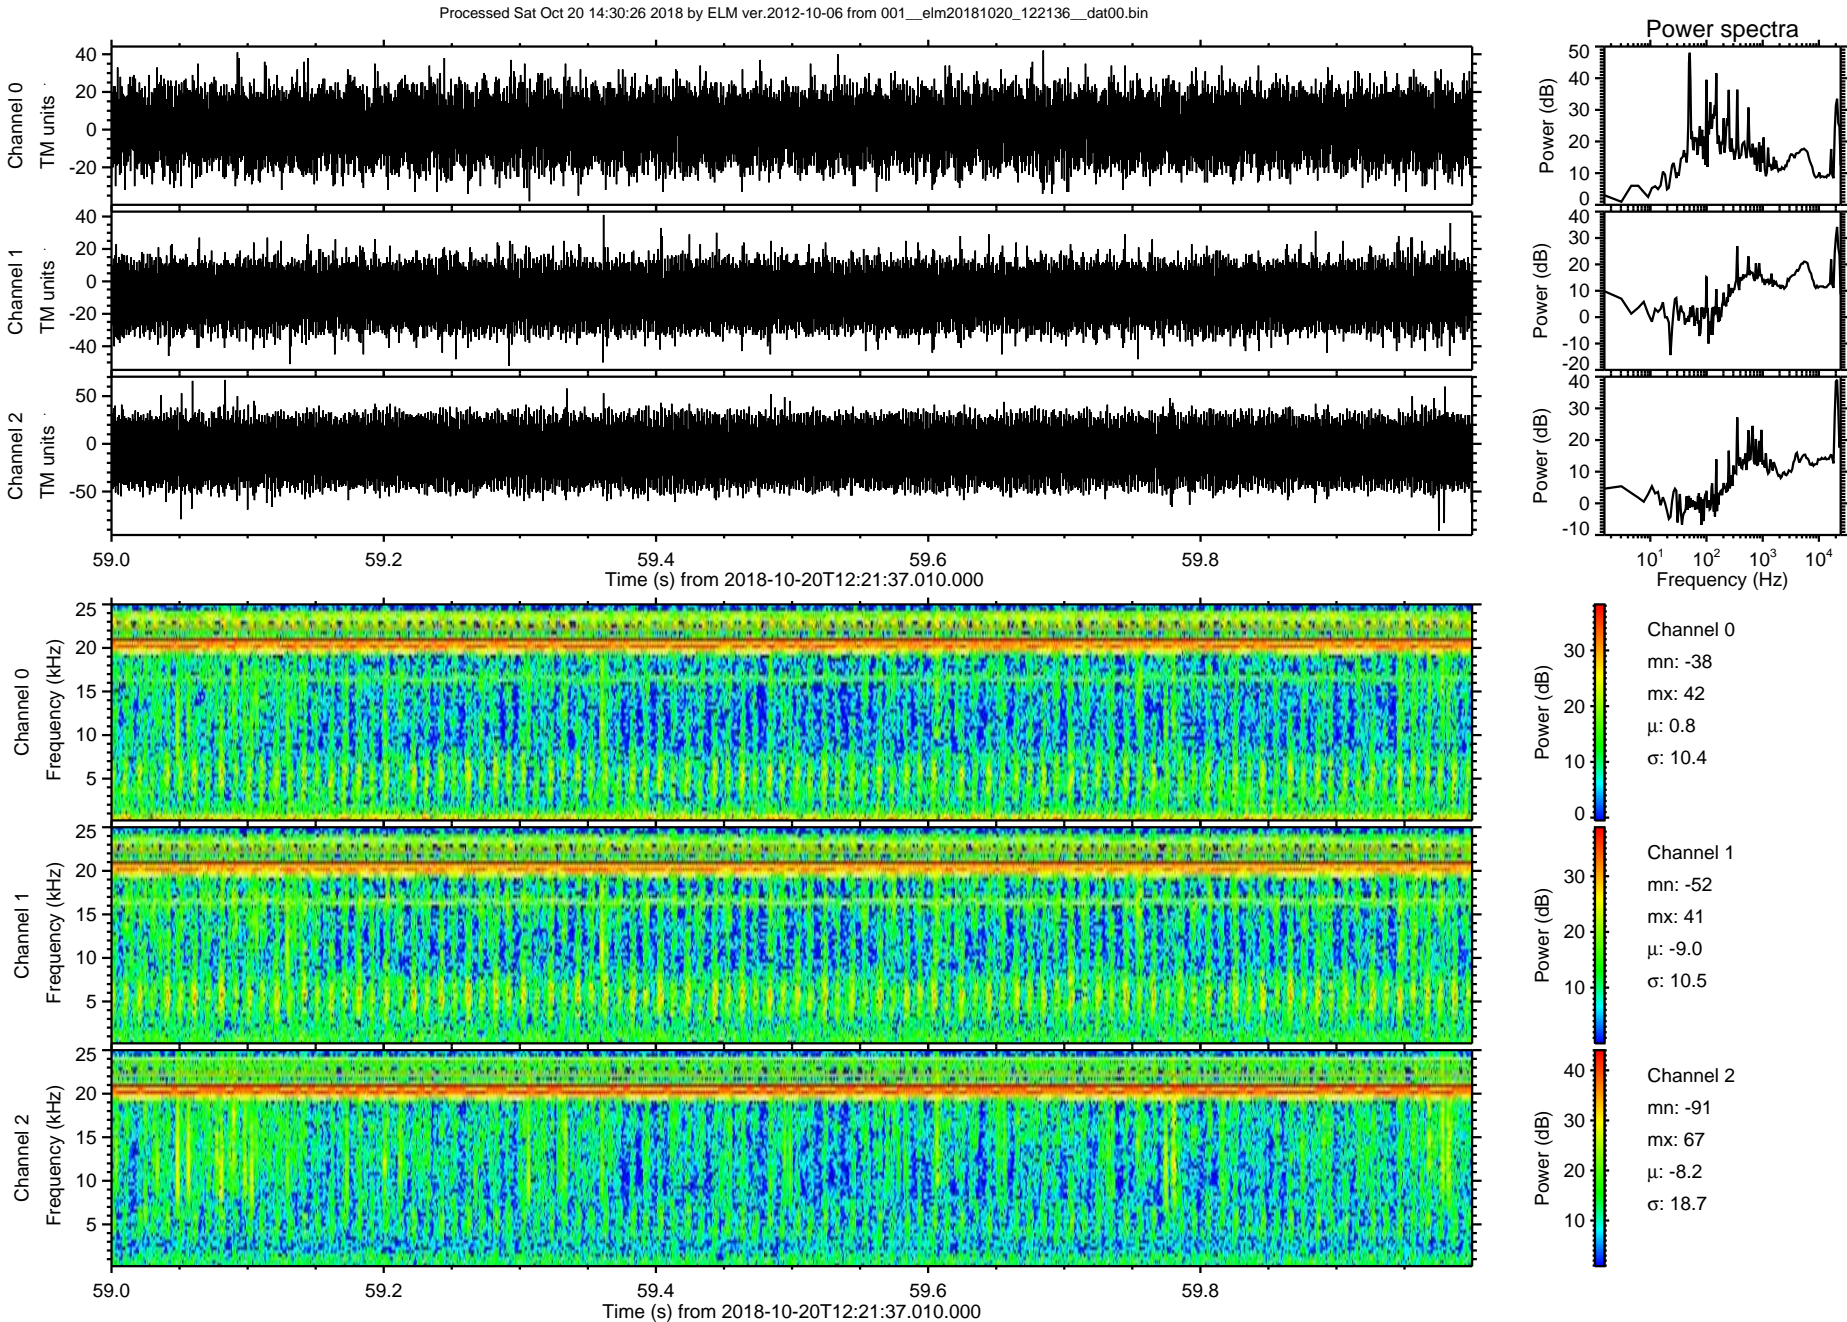 Processed Sat Oct 20 14:30:26 2018 by ELM ver.2012-10-06 from 001__elm20181020_122136__dat00.bin
Power spectra
Channel 0
TM units
40
20
0
-20
Power (dB)
50
40
30
20
10
0
Channel 1
TM units
40
20
0
-20
-40
Power (dB)
40
30
20
10
0
-10
-20
Channel 2
TM units
50
0
-50
Power (dB)
40
30
20
10
0
-10
59.0 59.2 59.4 59.6 59.8
Time (s) from 2018-10-20T12:21:37.010.000
10^1 10^2 10^3 10^4
Frequency (Hz)
Channel 0
Frequency (kHz)
25
20
15
10
5
Power (dB)
30
20
10
0
Channel 0
mn: -38
mx: 42
μ: 0.8
σ: 10.4
Channel 1
Frequency (kHz)
25
20
15
10
5
Power (dB)
30
20
10
Channel 1
mn: -52
mx: 41
μ: -9.0
σ: 10.5
Channel 2
Frequency (kHz)
25
20
15
10
5
Power (dB)
40
30
20
10
Channel 2
mn: -91
mx: 67
μ: -8.2
σ: 18.7
59.0 59.2 59.4 59.6 59.8
Time (s) from 2018-10-20T12:21:37.010.000